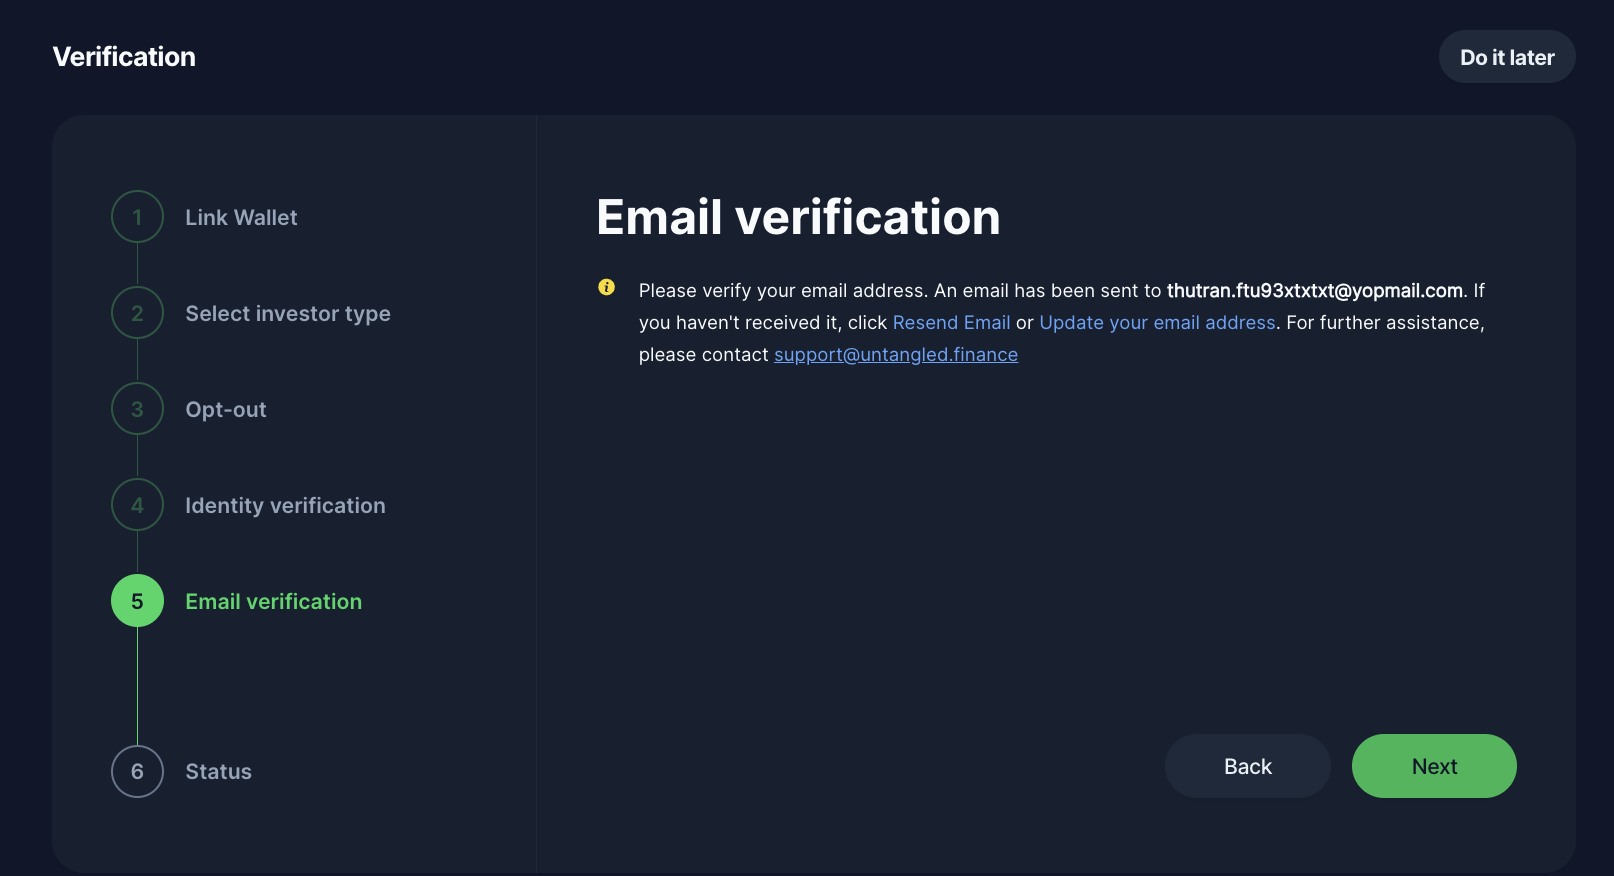 Verification
Do it later
1 Link Wallet
2 Select investor type
3 Opt-out
4 Identity verification
5 Email verification
6 Status
Email verification
Please verify your email address. An email has been sent to thutran.ftu93xtxtxt@yopmail.com. If
you haven't received it, click Resend Email or Update your email address. For further assistance,
please contact support@untangled.finance
Back
Next